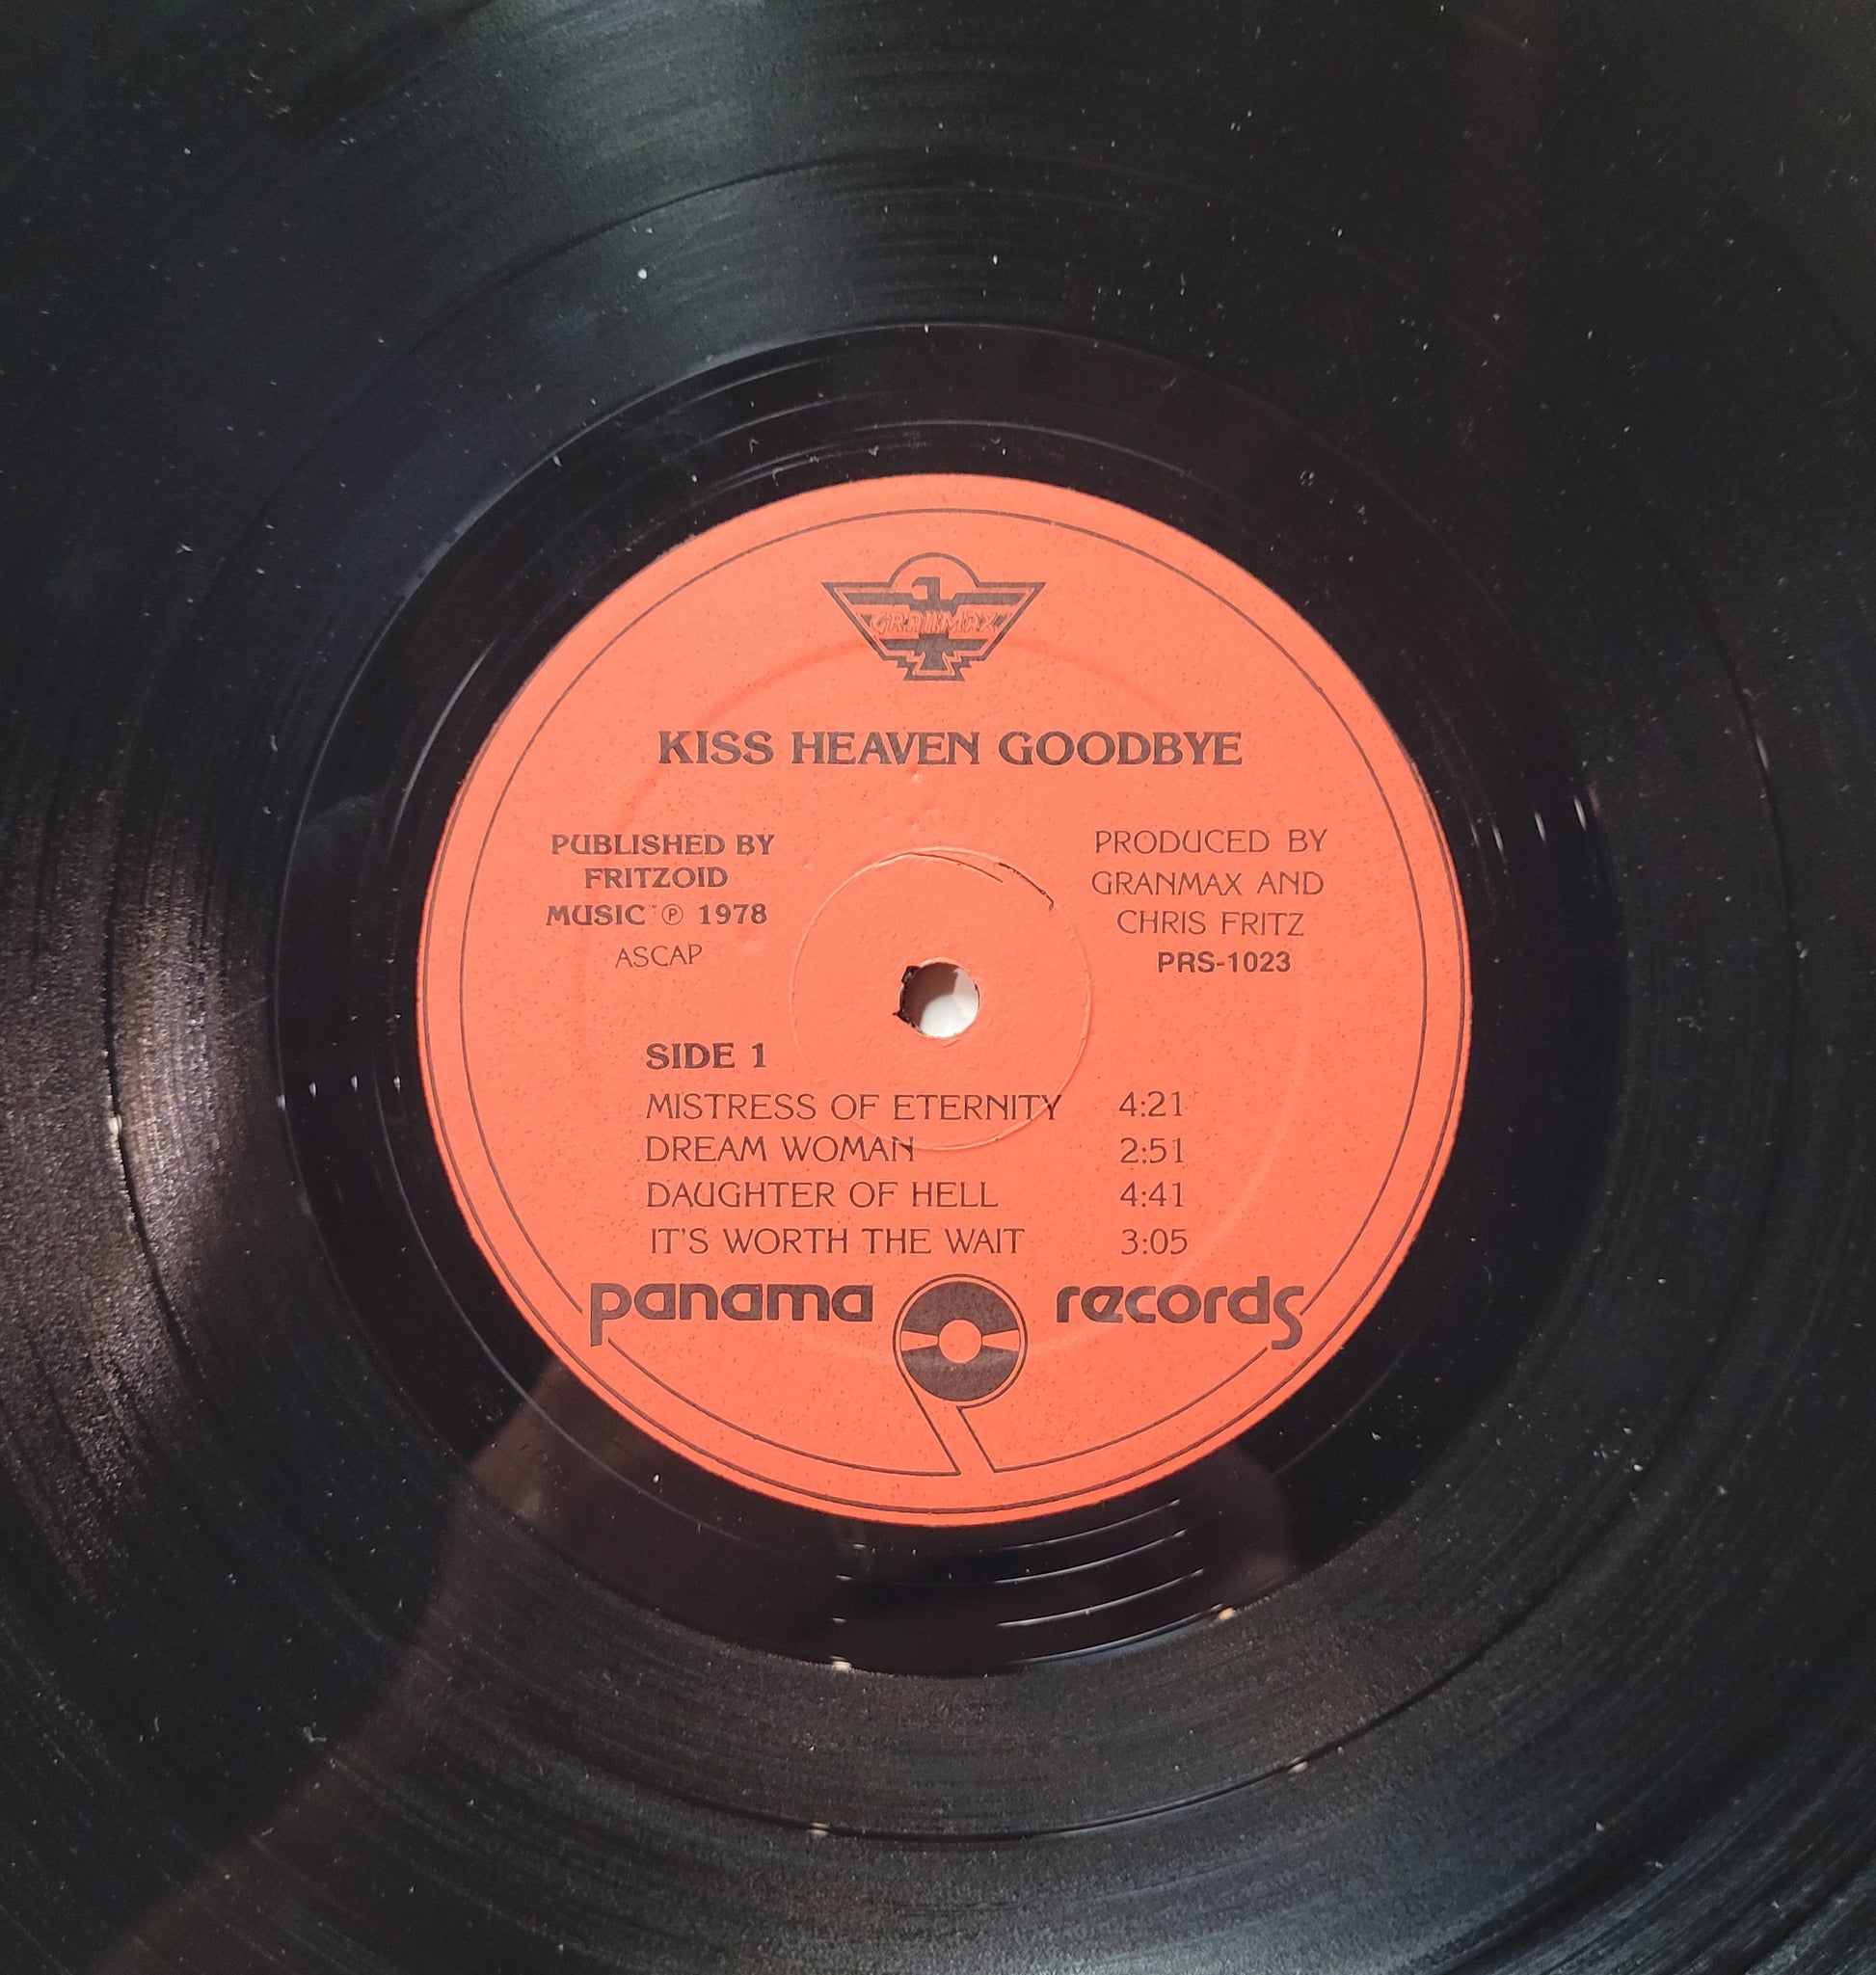 GRANMAX
KISS HEAVEN GOODBYE
PUBLISHED BY
FRITZOID
MUSIC ℗ 1978
ASCAP
PRODUCED BY
GRANMAX AND
CHRIS FRITZ
PRS-1023
SIDE 1
MISTRESS OF ETERNITY 4:21
DREAM WOMAN 2:51
DAUGHTER OF HELL 4:41
IT'S WORTH THE WAIT 3:05
panama records